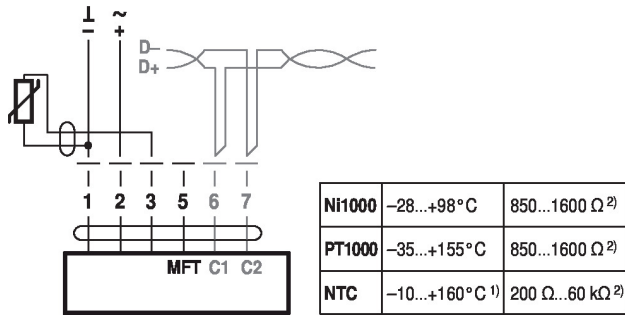 ⊥ ~
– +
D–
D+
1 2 3 5 6 7
MFT C1 C2
Ni1000 –28...+98°C 850...1600 Ω 2)
PT1000 –35...+155°C 850...1600 Ω 2)
NTC –10...+160°C 1) 200 Ω...60 kΩ 2)